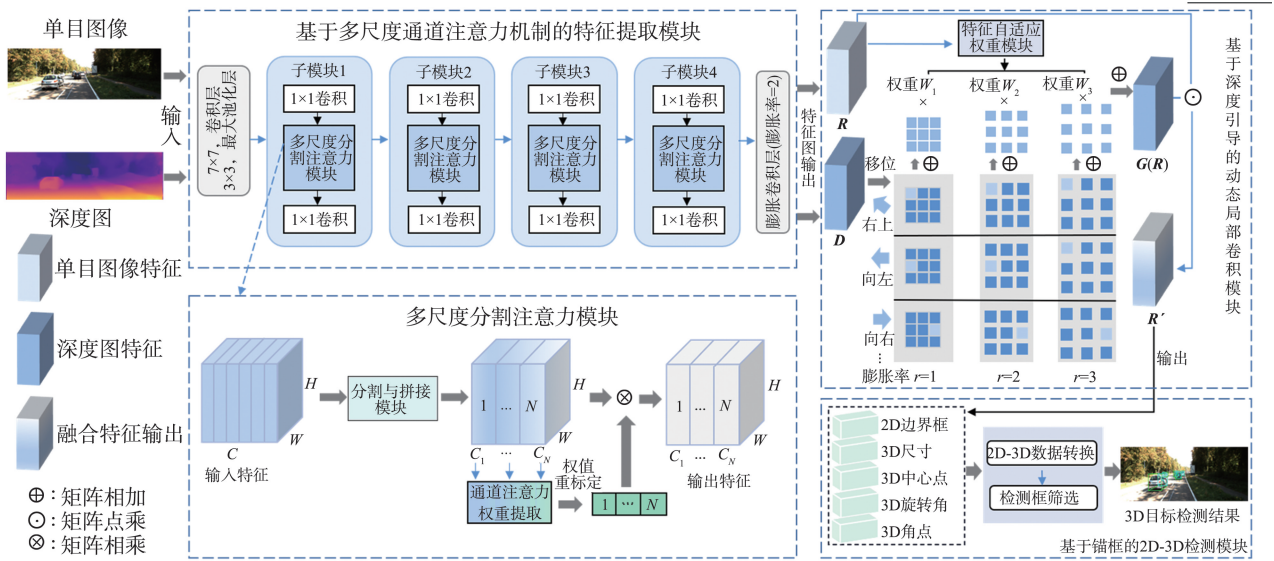 单目图像
输入
深度图
单目图像特征
深度图特征
融合特征输出
⊕：矩阵相加
⊙：矩阵点乘
⊗：矩阵相乘
基于多尺度通道注意力机制的特征提取模块
7×7，卷积层
3×3，最大池化层
子模块1
1×1卷积
多尺度分
割注意力
模块
1×1卷积
子模块2
1×1卷积
多尺度分
割注意力
模块
1×1卷积
子模块3
1×1卷积
多尺度分
割注意力
模块
1×1卷积
子模块4
1×1卷积
多尺度分
割注意力
模块
1×1卷积
膨胀卷积层(膨胀率=2)
特征图输出
多尺度分割注意力模块
H
W
C
输入特征
分割与拼接
模块
1 … N
H
W
C1 … CN
通道注意力
权重提取
权值
重标定
1 … N
⊗
1 … N
H
W
C1 … CN
输出特征
R
D
特征自适应
权重模块
权重W1
×
权重W2
×
权重W3
×
⊕
⊙
G(R)
移位
⊕
⊕
⊕
右上
向左
向右
⋮
膨胀率 r=1
r=2
r=3
R′
输出
基于深度引导的动态局部卷积模块
2D边界框
3D尺寸
3D中心点
3D旋转角
3D角点
2D-3D数据转换
检测框筛选
3D目标检测结果
基于锚框的2D-3D检测模块